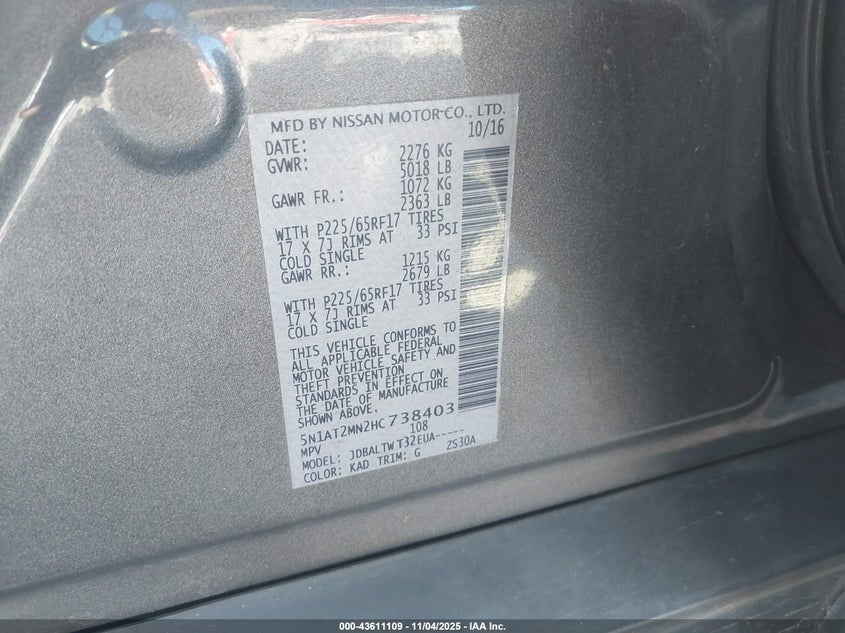 MFD BY NISSAN MOTOR CO., LTD.
DATE: 10/16
GVWR: 2276 KG
5018 LB
GAWR FR.: 1072 KG
2363 LB
WITH P225/65RF17 TIRES
17 X 7J RIMS AT 33 PSI
COLD SINGLE
GAWR RR.: 1215 KG
2679 LB
WITH P225/65RF17 TIRES
17 X 7J RIMS AT 33 PSI
COLD SINGLE
THIS VEHICLE CONFORMS TO
ALL APPLICABLE FEDERAL
MOTOR VEHICLE SAFETY AND
THEFT PREVENTION
STANDARDS IN EFFECT ON
THE DATE OF MANUFACTURE
SHOWN ABOVE.
5N1AT2MN2HC738403
MPV 108
MODEL: JDBALTW T32EUA-----
COLOR: KAD TRIM: G ZS30A
000-43611109 - 11/04/2025 - IAA Inc.